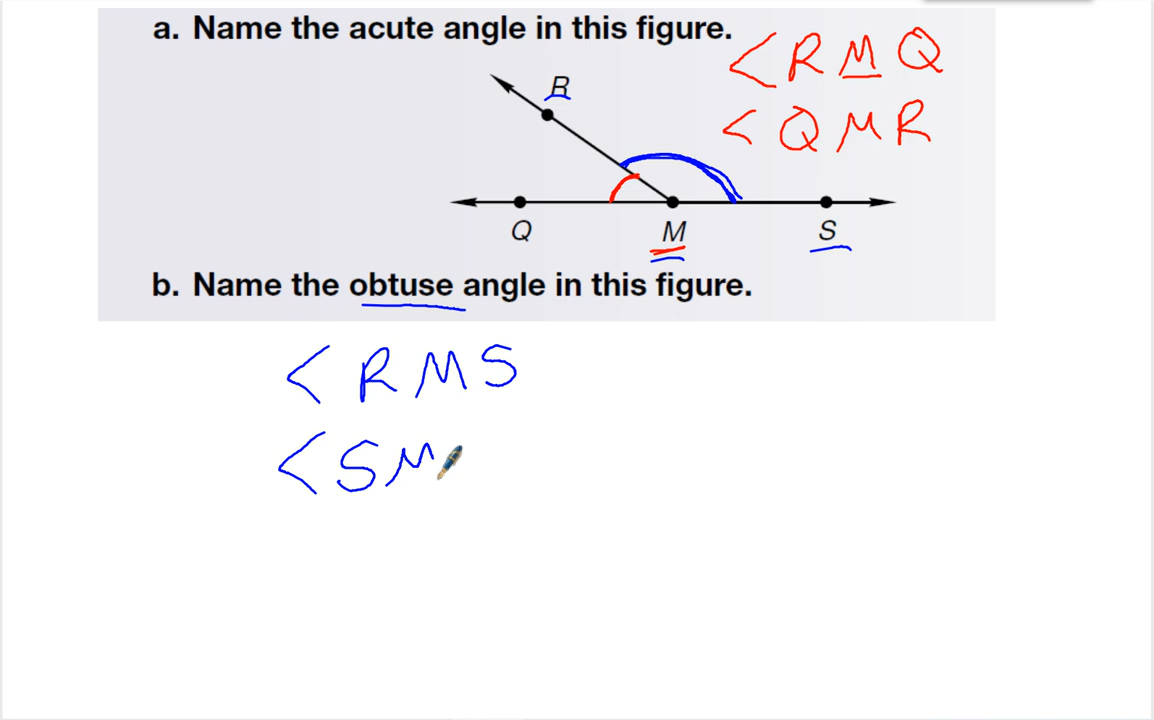 a. Name the acute angle in this figure.
<RMQ
<QMR
R
Q M S
b. Name the obtuse angle in this figure.
<RMS
<SM